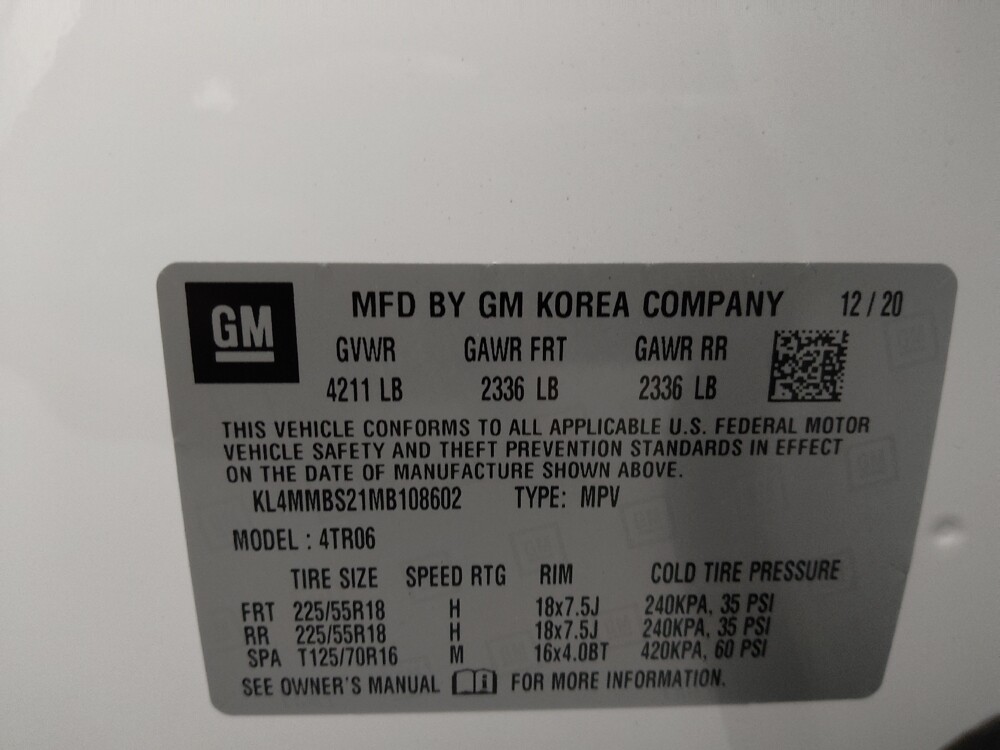 GM
MFD BY GM KOREA COMPANY 12 / 20
GVWR GAWR FRT GAWR RR
4211 LB 2336 LB 2336 LB
THIS VEHICLE CONFORMS TO ALL APPLICABLE U.S. FEDERAL MOTOR
VEHICLE SAFETY AND THEFT PREVENTION STANDARDS IN EFFECT
ON THE DATE OF MANUFACTURE SHOWN ABOVE.
KL4MMBS21MB108602 TYPE: MPV
MODEL : 4TR06
TIRE SIZE SPEED RTG RIM COLD TIRE PRESSURE
FRT 225/55R18 H 18x7.5J 240KPA, 35 PSI
RR 225/55R18 H 18x7.5J 240KPA, 35 PSI
SPA T125/70R16 M 16x4.0BT 420KPA, 60 PSI
SEE OWNER'S MANUAL i FOR MORE INFORMATION.